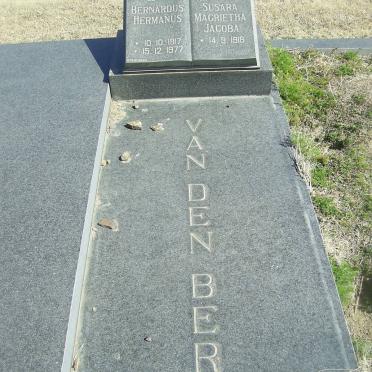 BERNARDUS
HERMANUS
* 10. 10. 1917
† 15. 12. 1977
SUSARA
MAGRIETHA
JACOBA
* 14. 9. 1918
VAN DEN BER